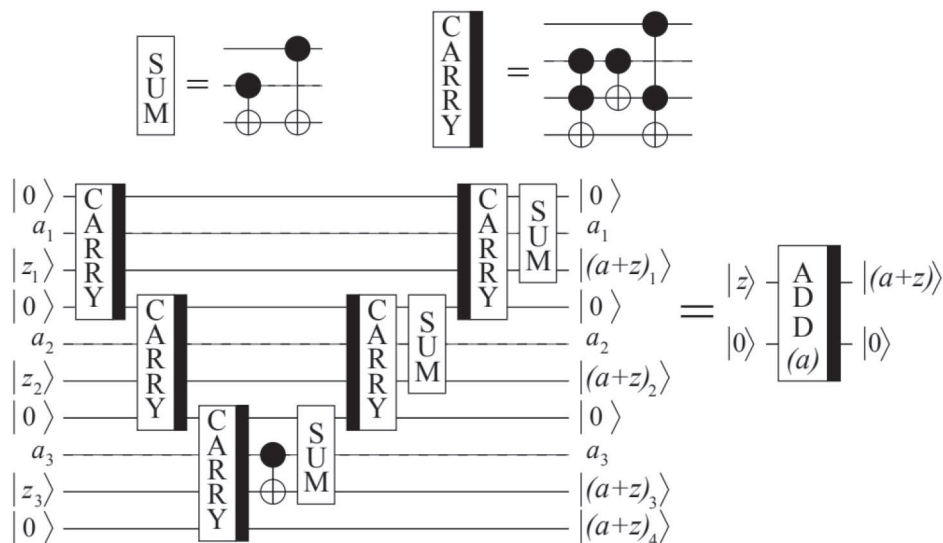 SUM =
CARRY =
|0⟩ CARRY CARRY SUM |0⟩
a₁ a₁
|z₁⟩ |(a+z)₁⟩
|0⟩ CARRY CARRY SUM |0⟩
a₂ a₂
|z₂⟩ |(a+z)₂⟩
|0⟩ CARRY SUM |0⟩
a₃ a₃
|z₃⟩ |(a+z)₃⟩
|0⟩ |(a+z)₄⟩
=
|z⟩ ADD (a) |(a+z)⟩
|0⟩ |0⟩